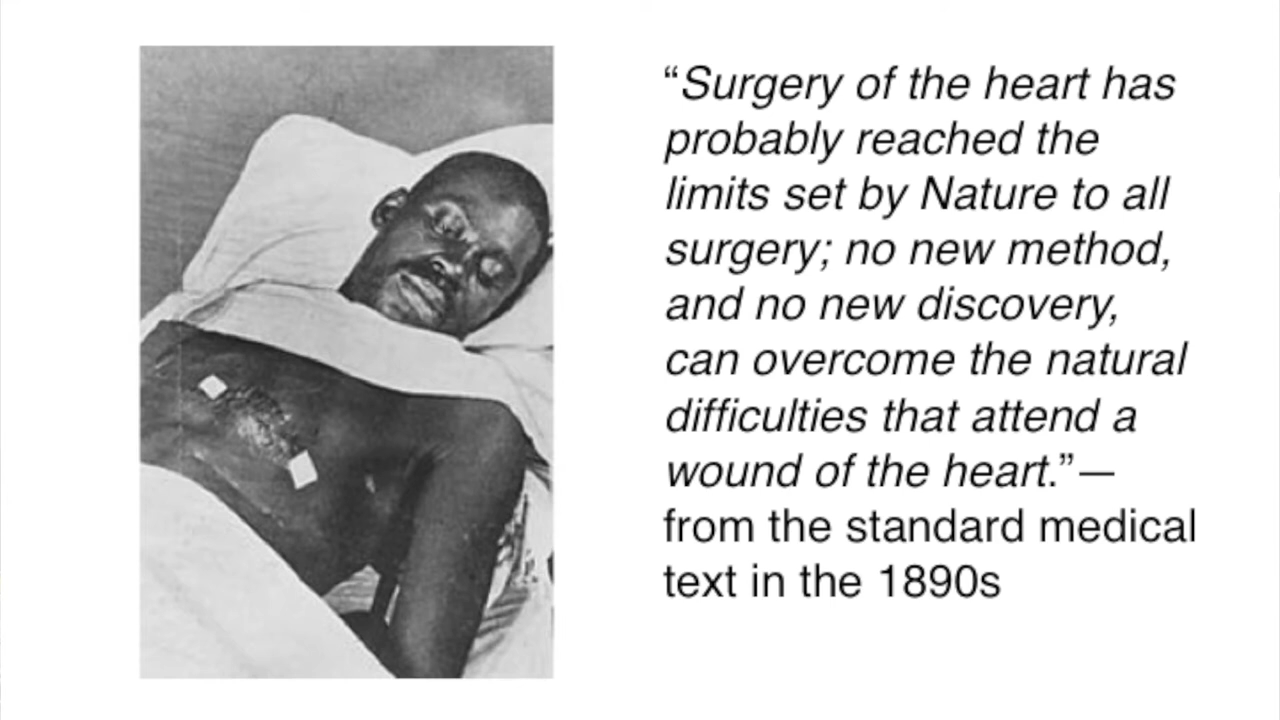 “Surgery of the heart has
probably reached the
limits set by Nature to all
surgery; no new method,
and no new discovery,
can overcome the natural
difficulties that attend a
wound of the heart.”—
from the standard medical
text in the 1890s